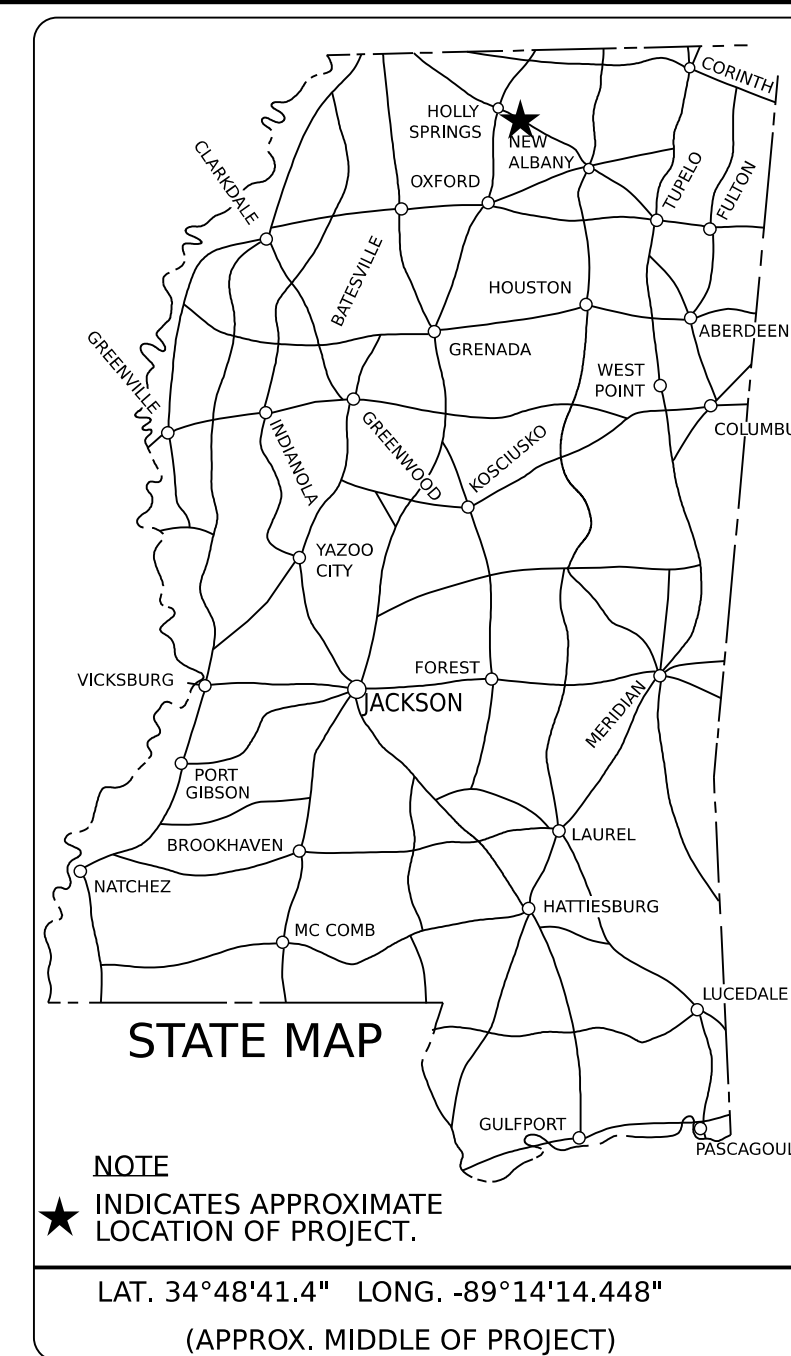 CORINTH
HOLLY
SPRINGS
NEW
ALBANY
CLARKDALE
OXFORD
TUPELO
FULTON
BATESVILLE
HOUSTON
ABERDEEN
GREENVILLE
GRENADA
WEST
POINT
COLUMBU
INDIANOLA
GREENWOOD
KOSCIUSKO
YAZOO
CITY
VICKSBURG
FOREST
JACKSON
MERIDIAN
PORT
GIBSON
BROOKHAVEN
LAUREL
NATCHEZ
HATTIESBURG
MC COMB
LUCEDALE
STATE MAP
GULFPORT
PASCAGOUL
NOTE
INDICATES APPROXIMATE
LOCATION OF PROJECT.
LAT. 34°48'41.4" LONG. -89°14'14.448"
(APPROX. MIDDLE OF PROJECT)